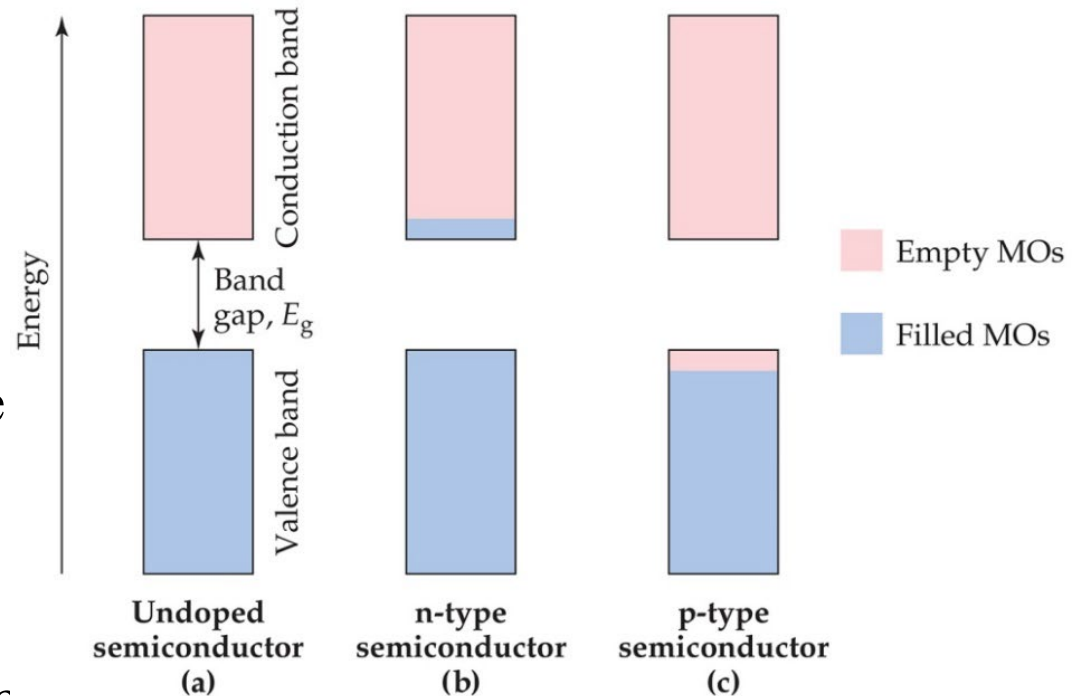 Energy
Conduction band
Band
gap, Eg
Valence band
Empty MOs
Filled MOs
Undoped
semiconductor
(a)
n-type
semiconductor
(b)
p-type
semiconductor
(c)
e